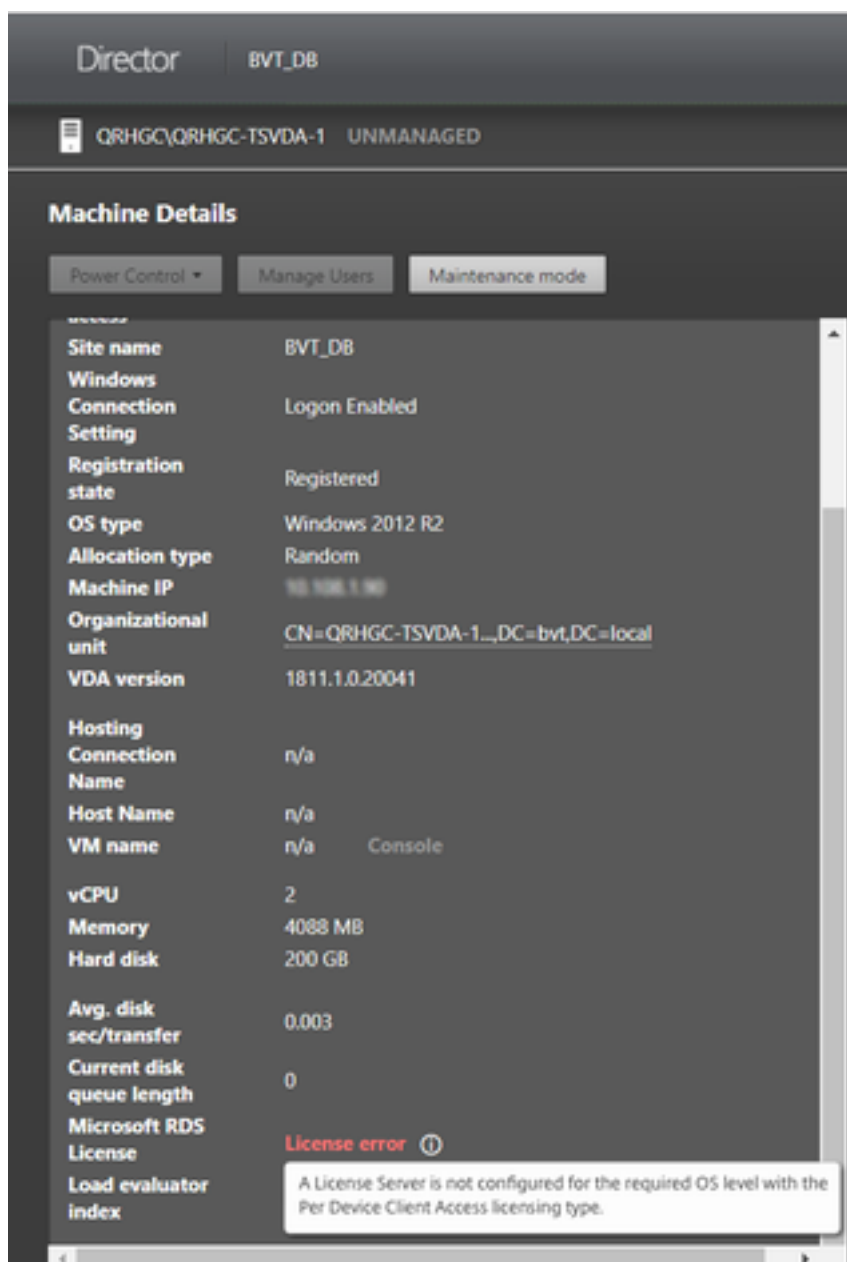 Director BVT_DB
QRHGC\QRHGC-TSVDA-1 UNMANAGED
Machine Details
Power Control Manage Users Maintenance mode
access
Site name BVT_DB
Windows
Connection Logon Enabled
Setting
Registration
state Registered
OS type Windows 2012 R2
Allocation type Random
Machine IP
Organizational
unit CN=QRHGC-TSVDA-1...,DC=bvt,DC=local
VDA version 1811.1.0.20041
Hosting
Connection n/a
Name
Host Name n/a
VM name n/a Console
vCPU 2
Memory 4088 MB
Hard disk 200 GB
Avg. disk
sec/transfer 0.003
Current disk
queue length 0
Microsoft RDS
License License error
Load evaluator
index
A License Server is not configured for the required OS level with the
Per Device Client Access licensing type.